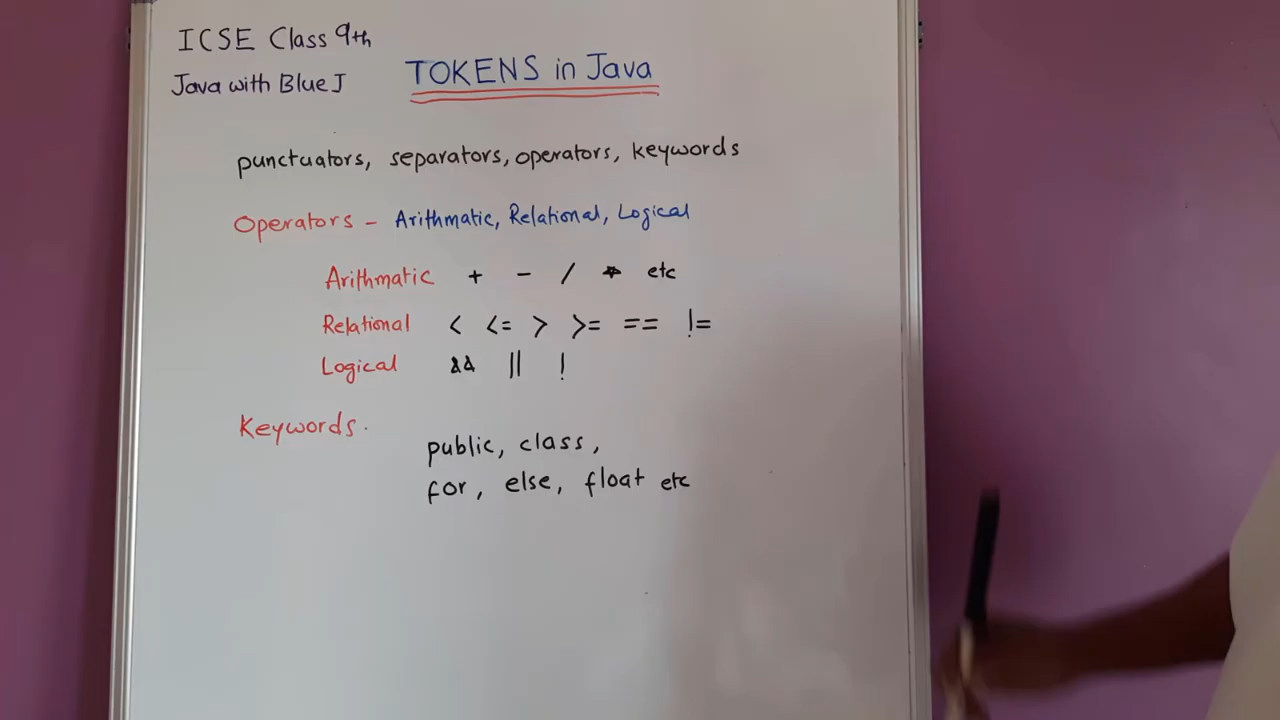 ICSE Class 9th
Java with BlueJ
TOKENS in Java
punctuators, separators, operators, keywords
Operators - Arithmatic, Relational, Logical
Arithmatic + - / * etc
Relational < <= > >= == !=
Logical && || !
Keywords.
public, class,
for, else, float etc